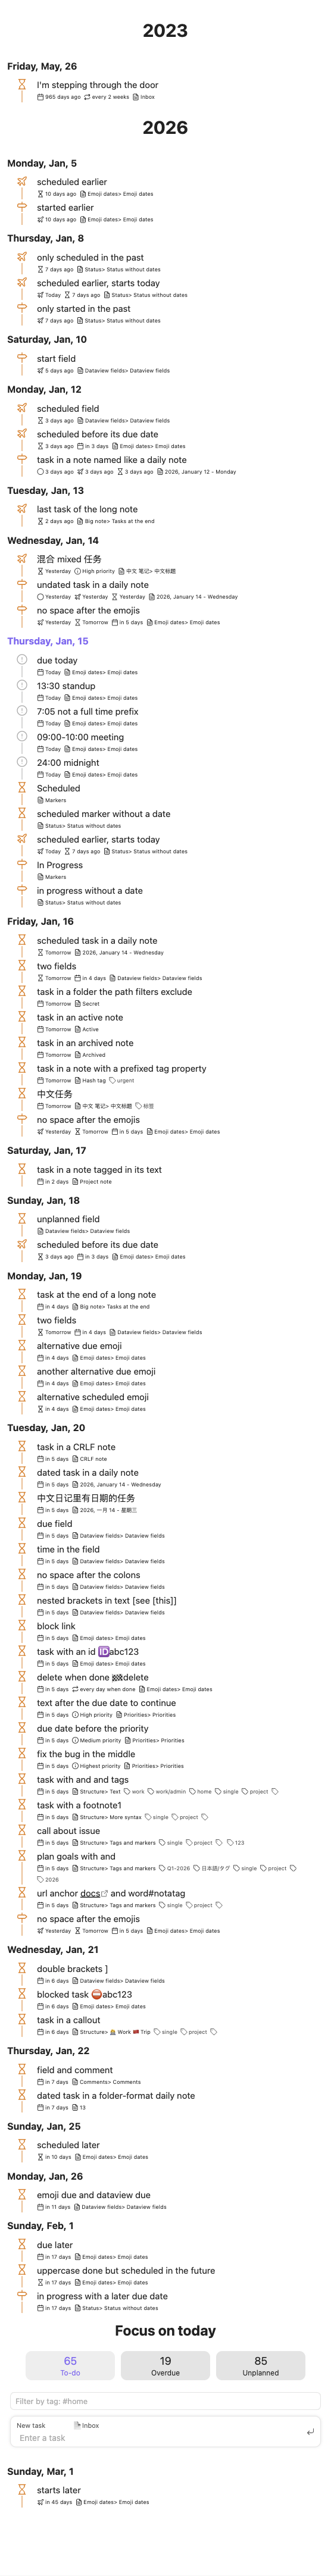 2023
Friday, May, 26
I'm stepping through the door
965 days ago every 2 weeks inbox
2026
Monday, Jan, 5
scheduled earlier
10 days ago Emoji dates> Emoji dates
started earlier
10 days ago Emoji dates> Emoji dates
Thursday, Jan, 8
only scheduled in the past
7 days ago Status> Status without dates
scheduled earlier, starts today
Today 7 days ago Status> Status without dates
only started in the past
7 days ago Status> Status without dates
Saturday, Jan, 10
start field
5 days ago Dataview fields> Dataview fields
Monday, Jan, 12
scheduled field
3 days ago Dataview fields> Dataview fields
scheduled before its due date
3 days ago in 3 days Emoji dates> Emoji dates
task in a note named like a daily note
3 days ago 3 days ago 3 days ago 2026, January 12 - Monday
Tuesday, Jan, 13
last task of the long note
2 days ago Big note> Tasks at the end
Wednesday, Jan, 14
混合 mixed 任务
Yesterday High priority 中文 笔记> 中文标题
undated task in a daily note
Yesterday Yesterday Yesterday 2026, January 14 - Wednesday
no space after the emojis
Yesterday Tomorrow in 5 days Emoji dates> Emoji dates
Thursday, Jan, 15
due today
Today Emoji dates> Emoji dates
13:30 standup
Today Emoji dates> Emoji dates
7:05 not a full time prefix
Today Emoji dates> Emoji dates
09:00-10:00 meeting
Today Emoji dates> Emoji dates
24:00 midnight
Today Emoji dates> Emoji dates
Scheduled
Markers
scheduled marker without a date
Status> Status without dates
scheduled earlier, starts today
Today 7 days ago Status> Status without dates
In Progress
Markers
in progress without a date
Status> Status without dates
Friday, Jan, 16
scheduled task in a daily note
Tomorrow 2026, January 14 - Wednesday
two fields
Tomorrow in 4 days Dataview fields> Dataview fields
task in a folder the path filters exclude
Tomorrow Secret
task in an active note
Tomorrow Active
task in an archived note
Tomorrow Archived
task in a note with a prefixed tag property
Tomorrow Hash tag urgent
中文任务
Tomorrow 中文 笔记> 中文标题 标签
no space after the emojis
Yesterday Tomorrow in 5 days Emoji dates> Emoji dates
Saturday, Jan, 17
task in a note tagged in its text
in 2 days Project note
Sunday, Jan, 18
unplanned field
Dataview fields> Dataview fields
scheduled before its due date
3 days ago in 3 days Emoji dates> Emoji dates
Monday, Jan, 19
task at the end of a long note
in 4 days Big note> Tasks at the end
two fields
Tomorrow in 4 days Dataview fields> Dataview fields
alternative due emoji
in 4 days Emoji dates> Emoji dates
another alternative due emoji
in 4 days Emoji dates> Emoji dates
alternative scheduled emoji
in 4 days Emoji dates> Emoji dates
Tuesday, Jan, 20
task in a CRLF note
in 5 days CRLF note
dated task in a daily note
in 5 days 2026, January 14 - Wednesday
中文日记里有日期的任务
in 5 days 2026, 一月 14 - 星期三
due field
in 5 days Dataview fields> Dataview fields
time in the field
in 5 days Dataview fields> Dataview fields
no space after the colons
in 5 days Dataview fields> Dataview fields
nested brackets in text [see [this]]
in 5 days Dataview fields> Dataview fields
block link
in 5 days Emoji dates> Emoji dates
task with an id 🆔abc123
in 5 days Emoji dates> Emoji dates
delete when done 🏁delete
in 5 days every day when done Emoji dates> Emoji dates
text after the due date to continue
in 5 days High priority Priorities> Priorities
due date before the priority
in 5 days Medium priority Priorities> Priorities
fix the bug in the middle
in 5 days Highest priority Priorities> Priorities
task with and and tags
in 5 days Structure> Text work work/admin home single project
task with a footnote1
in 5 days Structure> More syntax single project
call about issue
in 5 days Structure> Tags and markers single project 123
plan goals with and
in 5 days Structure> Tags and markers Q1-2026 日本語/タグ single project
2026
url anchor docs and word#notatag
in 5 days Structure> Tags and markers single project
no space after the emojis
Yesterday Tomorrow in 5 days Emoji dates> Emoji dates
Wednesday, Jan, 21
double brackets ]
in 6 days Dataview fields> Dataview fields
blocked task ⛔abc123
in 6 days Emoji dates> Emoji dates
task in a callout
in 6 days Structure> Work Trip single project
Thursday, Jan, 22
field and comment
in 7 days Comments> Comments
dated task in a folder-format daily note
in 7 days 13
Sunday, Jan, 25
scheduled later
in 10 days Emoji dates> Emoji dates
Monday, Jan, 26
emoji due and dataview due
in 11 days Dataview fields> Dataview fields
Sunday, Feb, 1
due later
in 17 days Emoji dates> Emoji dates
uppercase done but scheduled in the future
in 17 days Emoji dates> Emoji dates
in progress with a later due date
in 17 days Status> Status without dates
Focus on today
65 19 85
To-do Overdue Unplanned
Filter by tag: #home
New task Inbox
Enter a task
Sunday, Mar, 1
starts later
in 45 days Emoji dates> Emoji dates